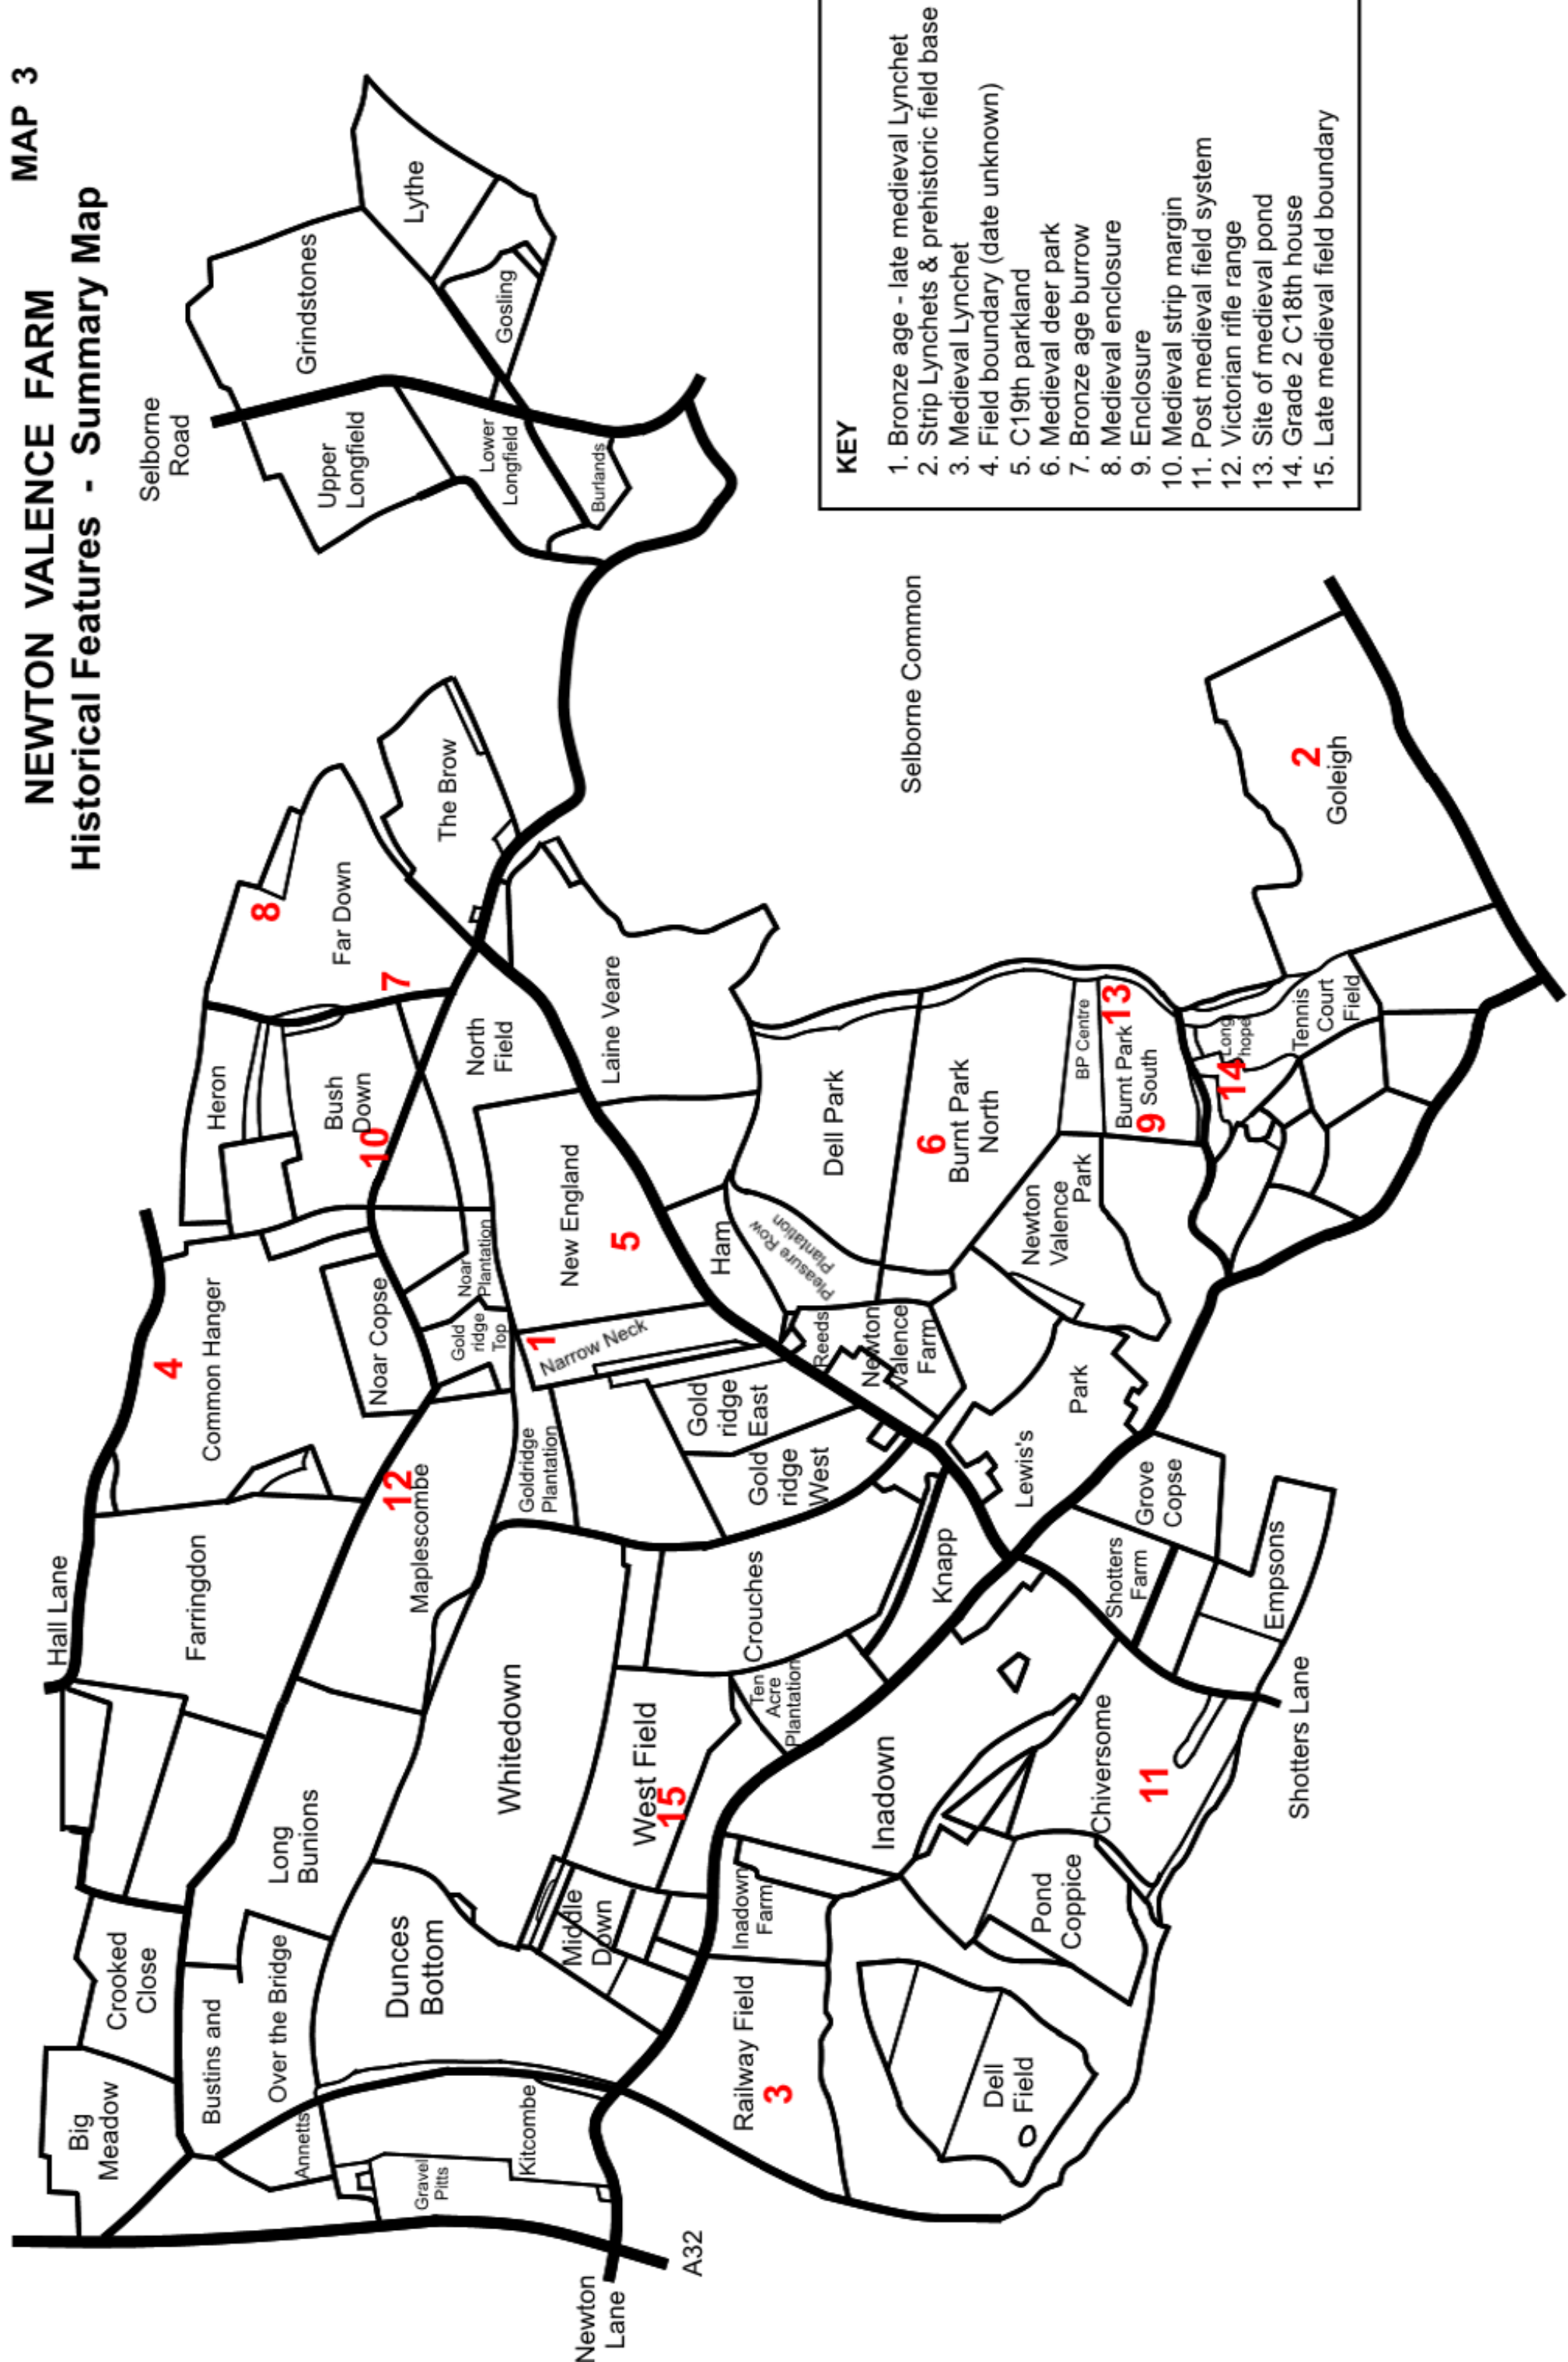 NEWTON VALENCE FARM MAP 3
Historical Features - Summary Map
Selborne
Road
Grindstones
Lythe
Upper
Longfield
Lower
Longfield
Gosling
Burlands
Hall Lane
4
Common Hanger
Heron
8
Far Down
7
The Brow
Bush
Down
10
North
Field
Laine Veare
Farringdon
Noar Copse
Noar
Plantation
Gold
ridge
Top
New England
5
1
Narrow Neck
12
Maplescombe
Goldridge
Plantation
Gold
ridge
East
Gold
ridge
West
Ham
Pleasure Row
Plantation
Reeds
Newton
Valence
Farm
Dell Park
6
Burnt Park
North
BP Centre
13
Burnt Park
South
9
Newton
Valence
Park
Selborne Common
2
Goleigh
Long
hope
14
Tennis
Court
Field
Big
Meadow
Crooked
Close
Bustins and
Over the Bridge
Long
Bunions
Annetts
Gravel
Pitts
Kitcombe
Dunces
Bottom
Whitedown
Middle
Down
West Field
15
Crouches
Ten
Acre
Plantation
Knapp
Lewis's
Park
Grove
Copse
Shotters
Farm
Empsons
Shotters Lane
Inadown
Inadown
Farm
Railway Field
3
Chiversome
11
Pond
Coppice
Dell
Field
Newton
Lane
A32
KEY
1. Bronze age - late medieval Lynchet
2. Strip Lynchets & prehistoric field base
3. Medieval Lynchet
4. Field boundary (date unknown)
5. C19th parkland
6. Medieval deer park
7. Bronze age burrow
8. Medieval enclosure
9. Enclosure
10. Medieval strip margin
11. Post medieval field system
12. Victorian rifle range
13. Site of medieval pond
14. Grade 2 C18th house
15. Late medieval field boundary